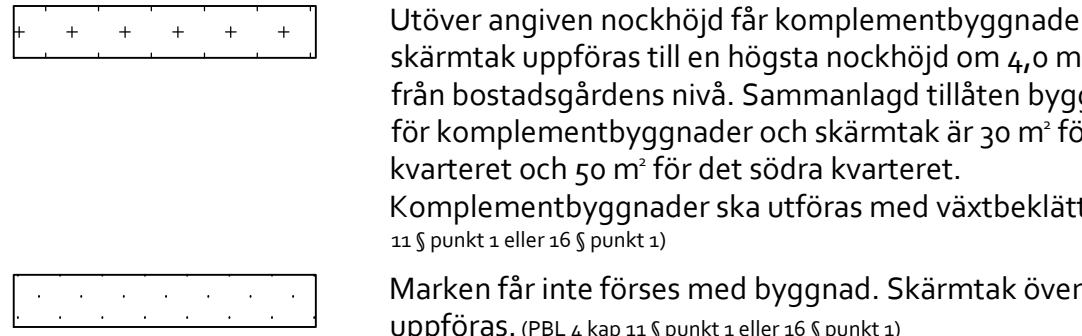 Utöver angiven nockhöjd får komplementbyggnade
skärmtak uppföras till en högsta nockhöjd om 4,0 m
från bostadsgårdens nivå. Sammanlagd tillåten bygg
för komplementbyggnader och skärmtak är 30 m² fö
kvarteret och 50 m² för det södra kvarteret.
Komplementbyggnader ska utföras med växtbeklätt
11 § punkt 1 eller 16 § punkt 1)
Marken får inte förses med byggnad. Skärmtak över
uppföras. (PBL 4 kap 11 § punkt 1 eller 16 § punkt 1)